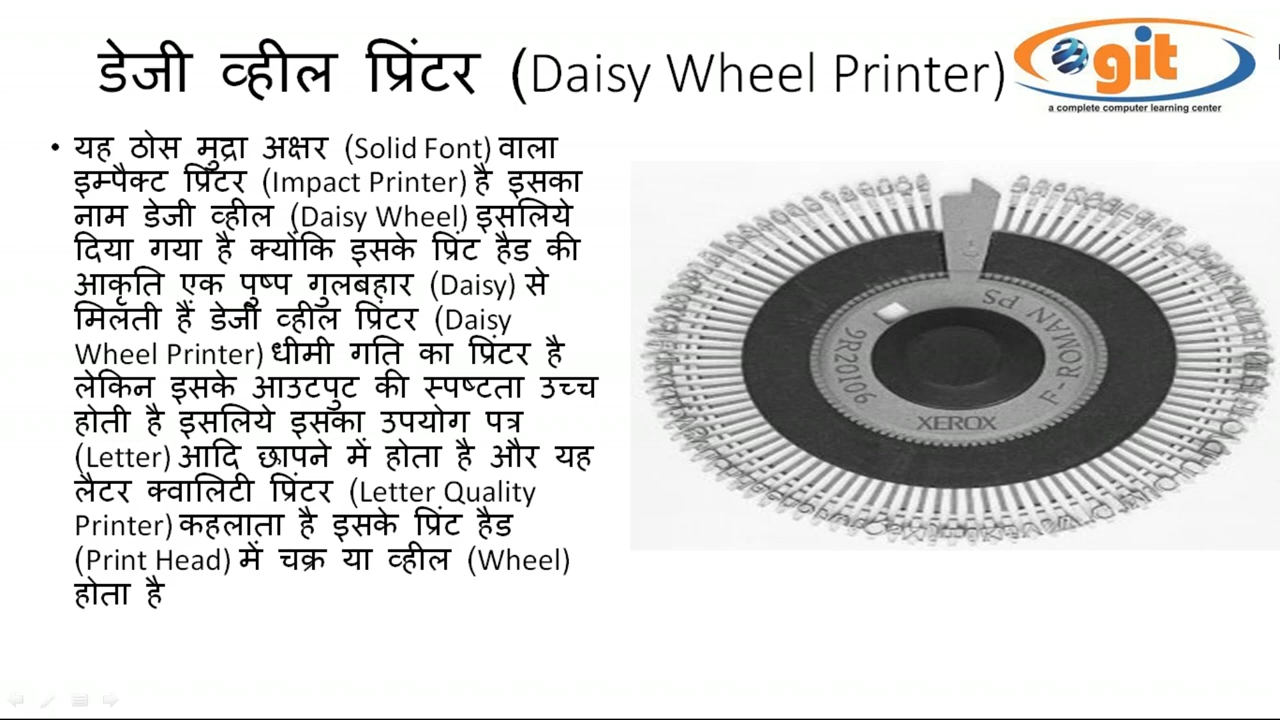 डेजी व्हील प्रिंटर (Daisy Wheel Printer)
egit
a complete computer learning center
• यह ठोस मुद्रा अक्षर (Solid Font) वाला
इम्पैक्ट प्रिंटर (Impact Printer) है इसका
नाम डेजी व्हील (Daisy Wheel) इसलिये
दिया गया है क्योंकि इसके प्रिंट हैड की
आकृति एक पुष्प गुलबहार (Daisy) से
मिलती हैं डेजी व्हील प्रिंटर (Daisy
Wheel Printer) धीमी गति का प्रिंटर है
लेकिन इसके आउटपुट की स्पष्टता उच्च
होती है इसलिये इसका उपयोग पत्र
(Letter) आदि छापने में होता है और यह
लैटर क्वालिटी प्रिंटर (Letter Quality
Printer) कहलाता है इसके प्रिंट हैड
(Print Head) में चक्र या व्हील (Wheel)
होता है
9R20106
XEROX
F-ROMAN PS